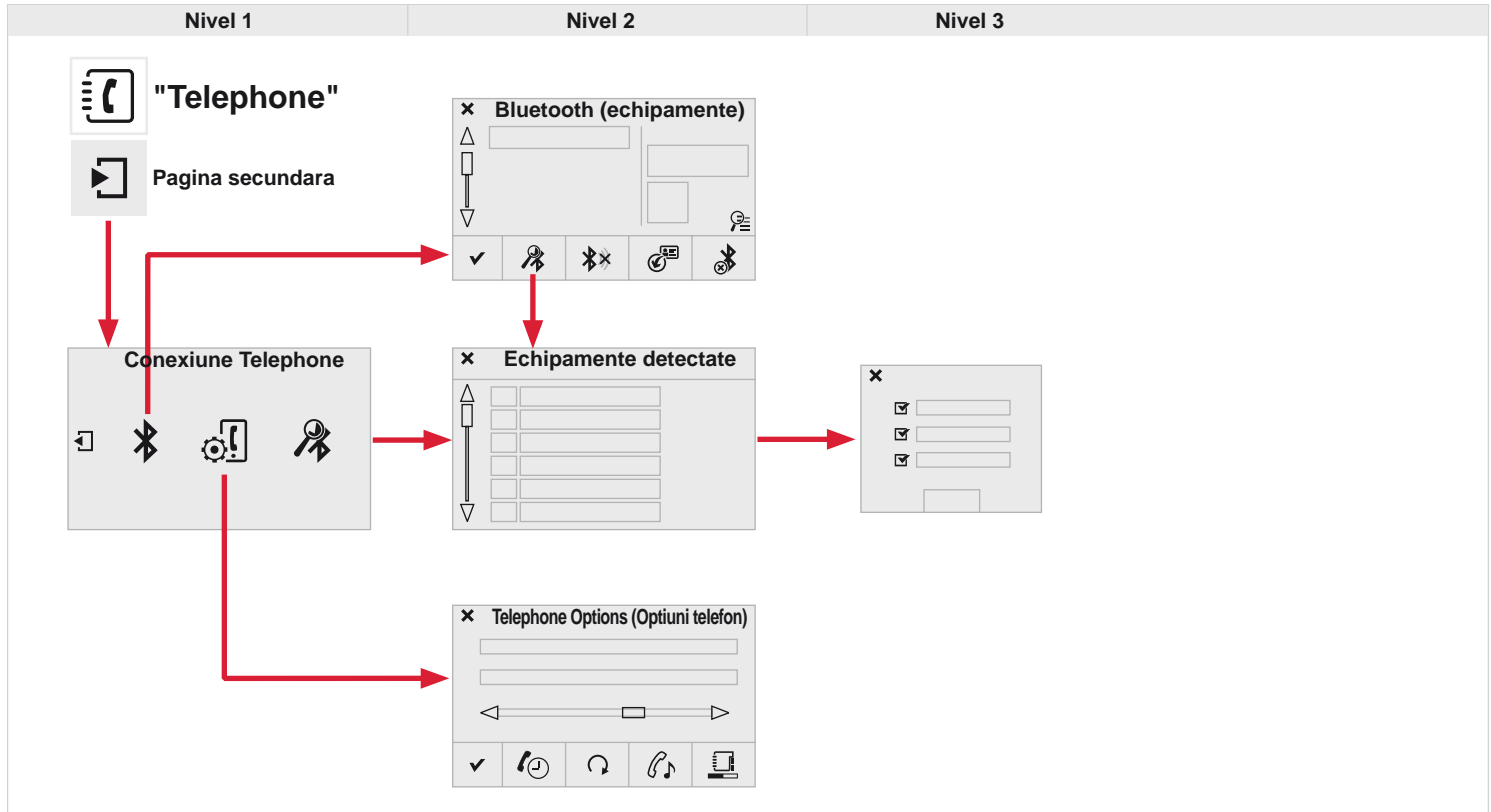 Nivel 1
Nivel 2
Nivel 3
"Telephone"
Pagina secundara
Bluetooth (echipamente)
Conexiune Telephone
Echipamente detectate
Telephone Options (Optiuni telefon)